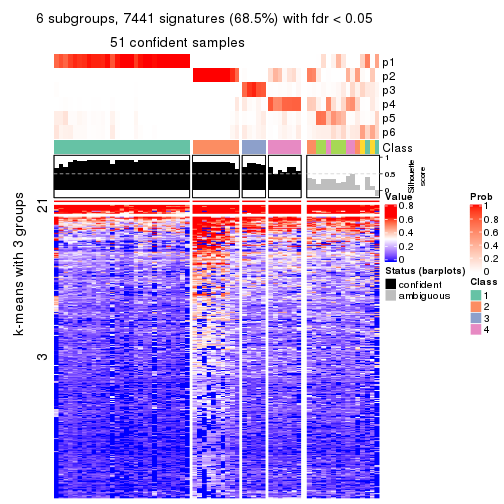 6 subgroups, 7441 signatures (68.5%) with fdr < 0.05
51 confident samples
p1
p2
p3
p4
p5
p6
Class
1
0.5
0
Silhouette
score
k-means with 3 groups
21
3
Value
0.8
0.6
0.4
0.2
0
Status (barplots)
confident
ambiguous
Prob
1
0.8
0.6
0.4
0.2
0
Class
1
2
3
4